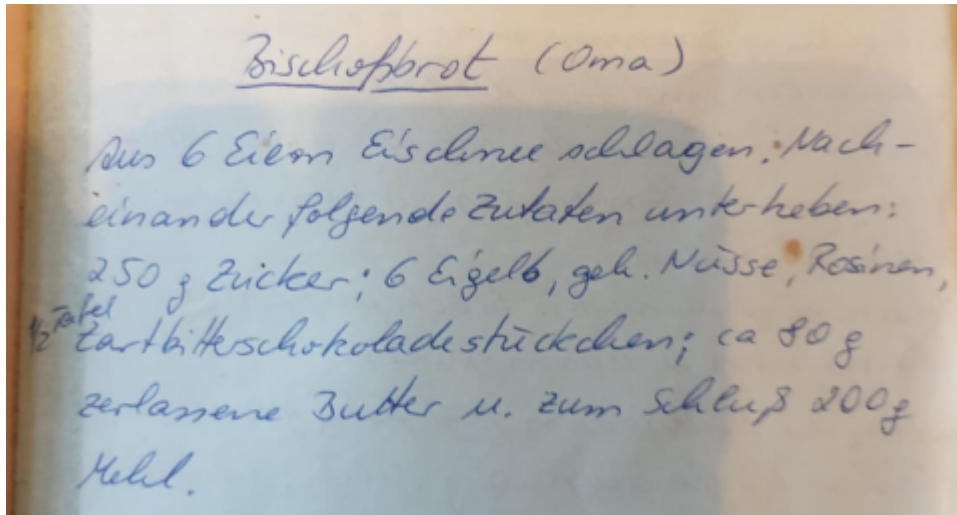 Bischofsbrot (Oma)
Aus 6 Eiern Eischnee schlagen. Nach-
einander folgende Zutaten unterheben:
250 g Zucker; 6 Eigelb, geh. Nüsse, Rosinen,
1/2 Tafel
Zartbitterschokoladestückchen; ca 80 g
zerlassene Butter u. zum Schluß 200 g
Mehl.